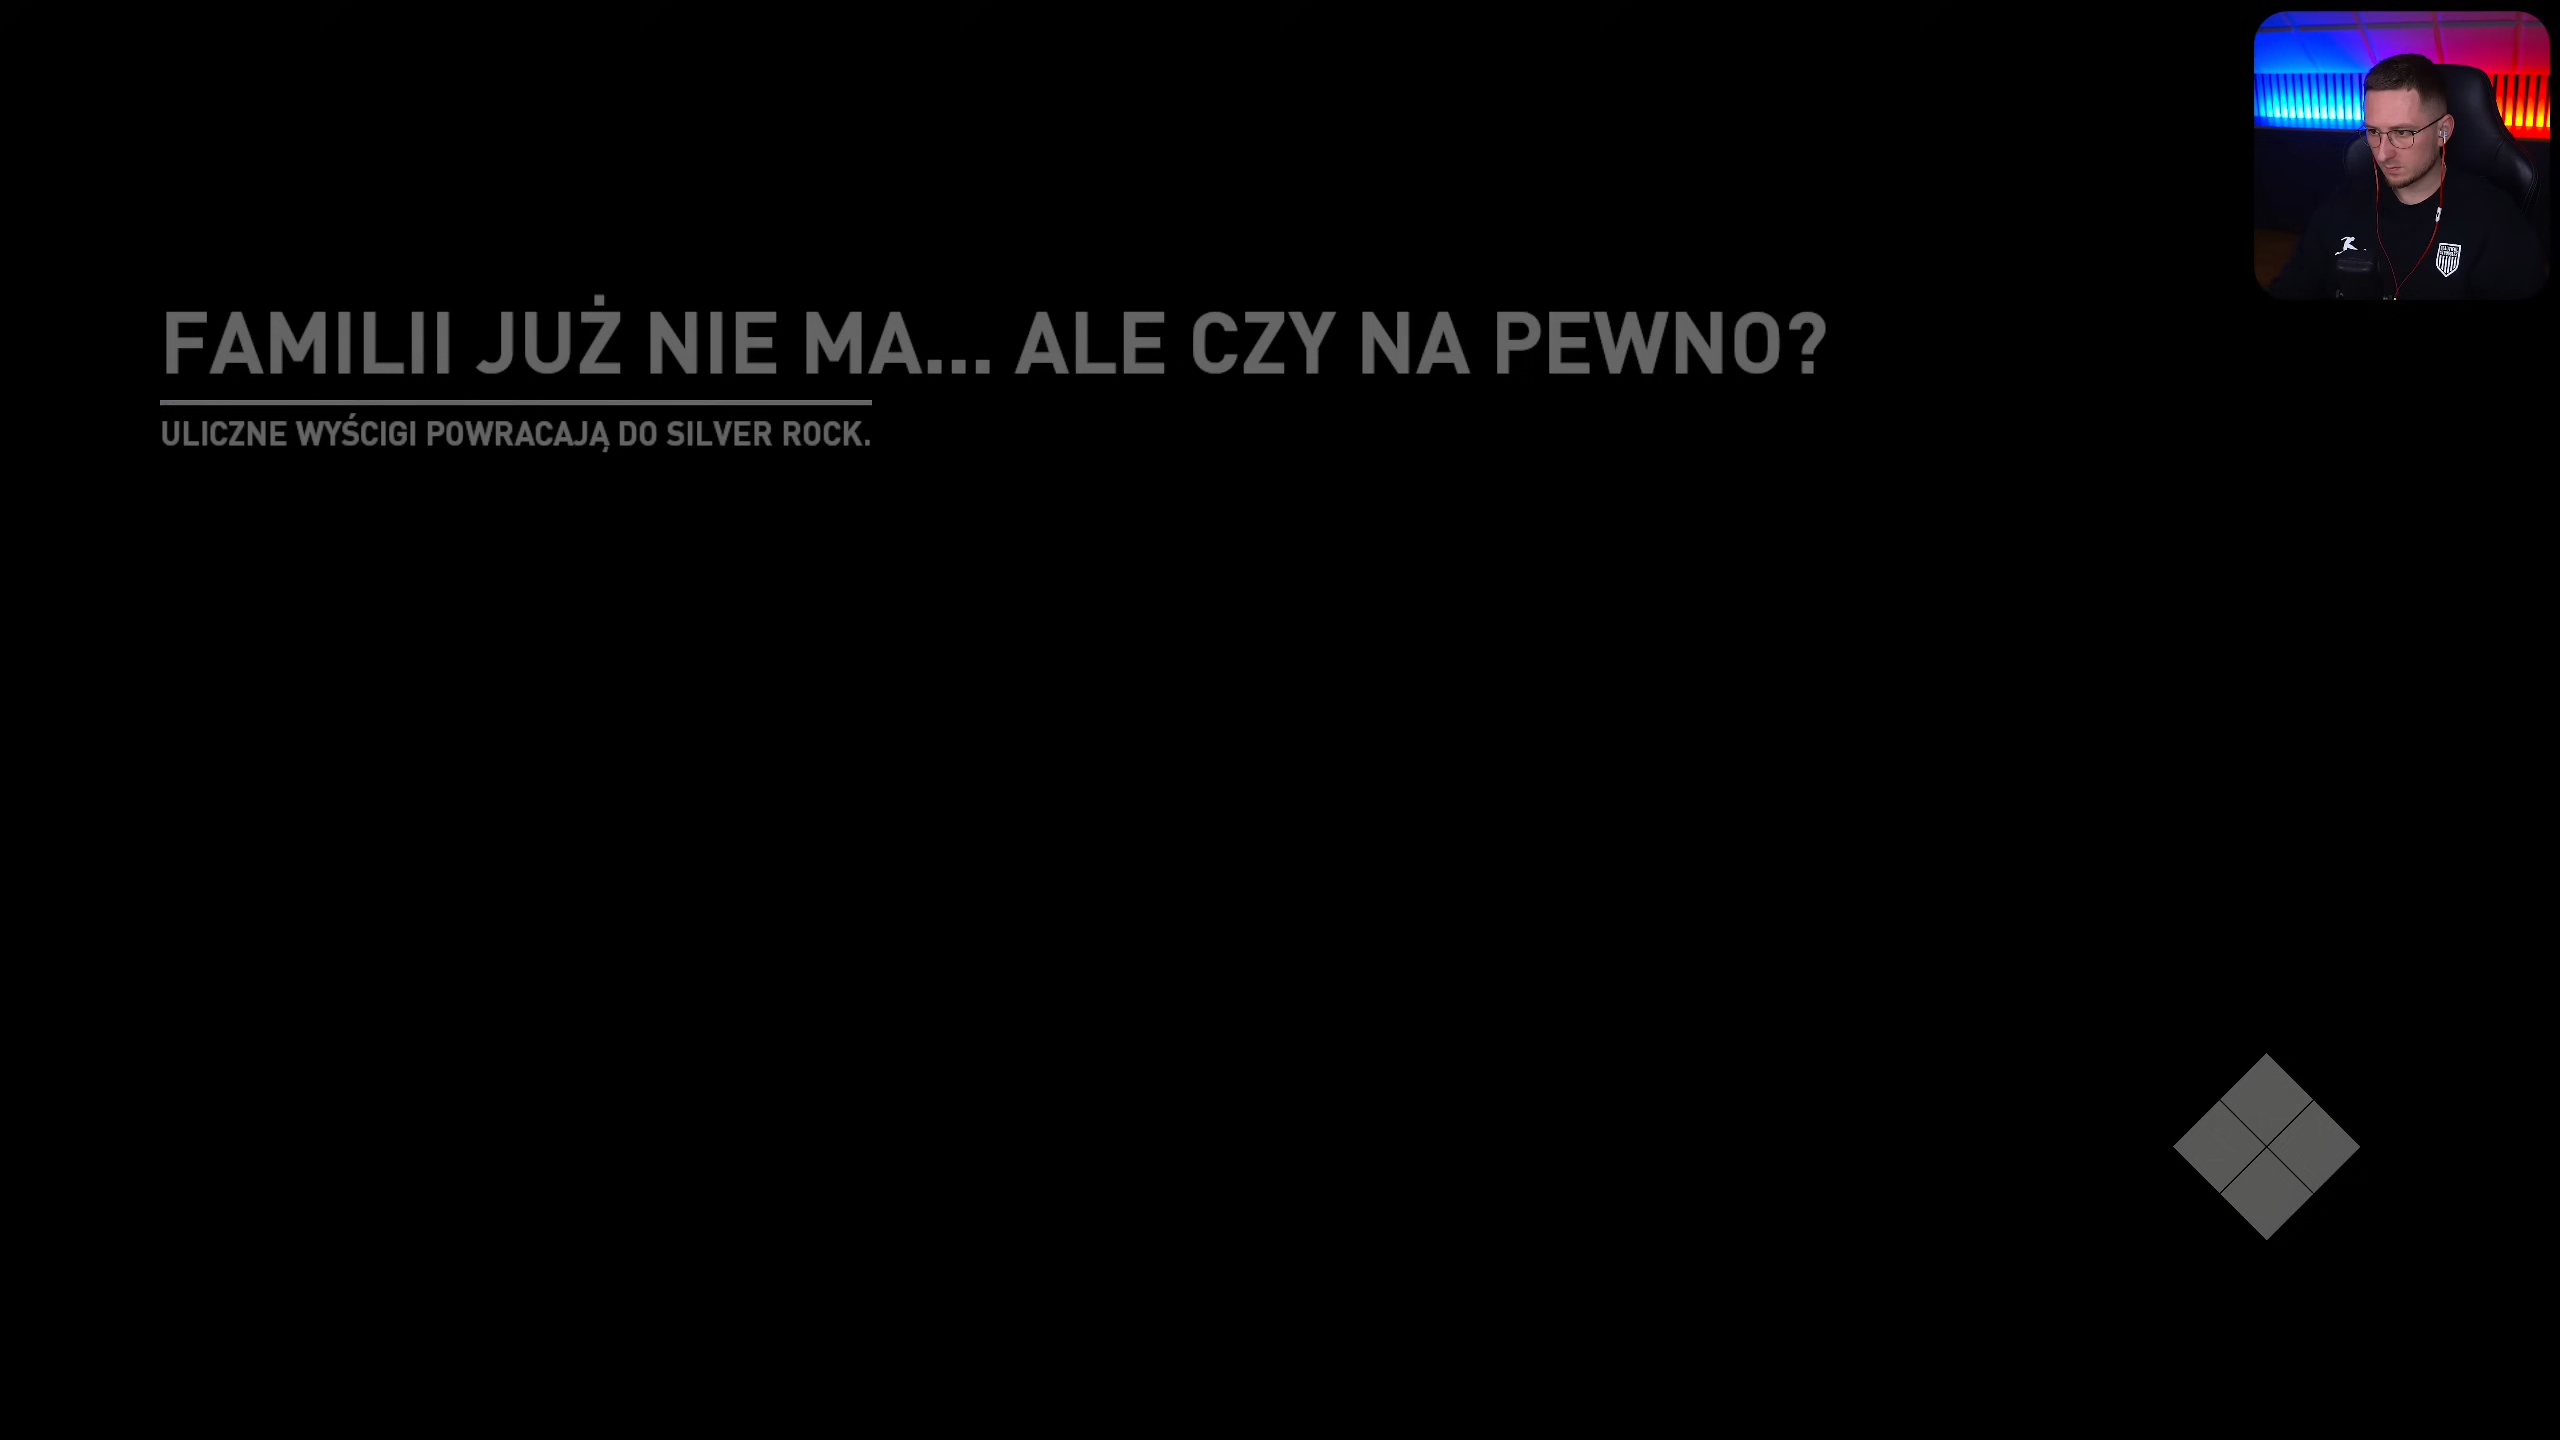 FAMILII JUŻ NIE MA... ALE CZY NA PEWNO?
ULICZNE WYŚCIGI POWRACAJĄ DO SILVER ROCK.